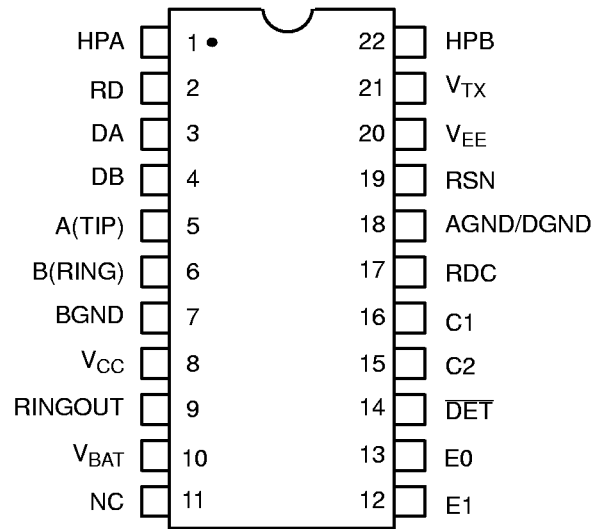 HPA 1 22 HPB
RD 2 21 VTX
DA 3 20 VEE
DB 4 19 RSN
A(TIP) 5 18 AGND/DGND
B(RING) 6 17 RDC
BGND 7 16 C1
VCC 8 15 C2
RINGOUT 9 14 DET
VBAT 10 13 E0
NC 11 12 E1